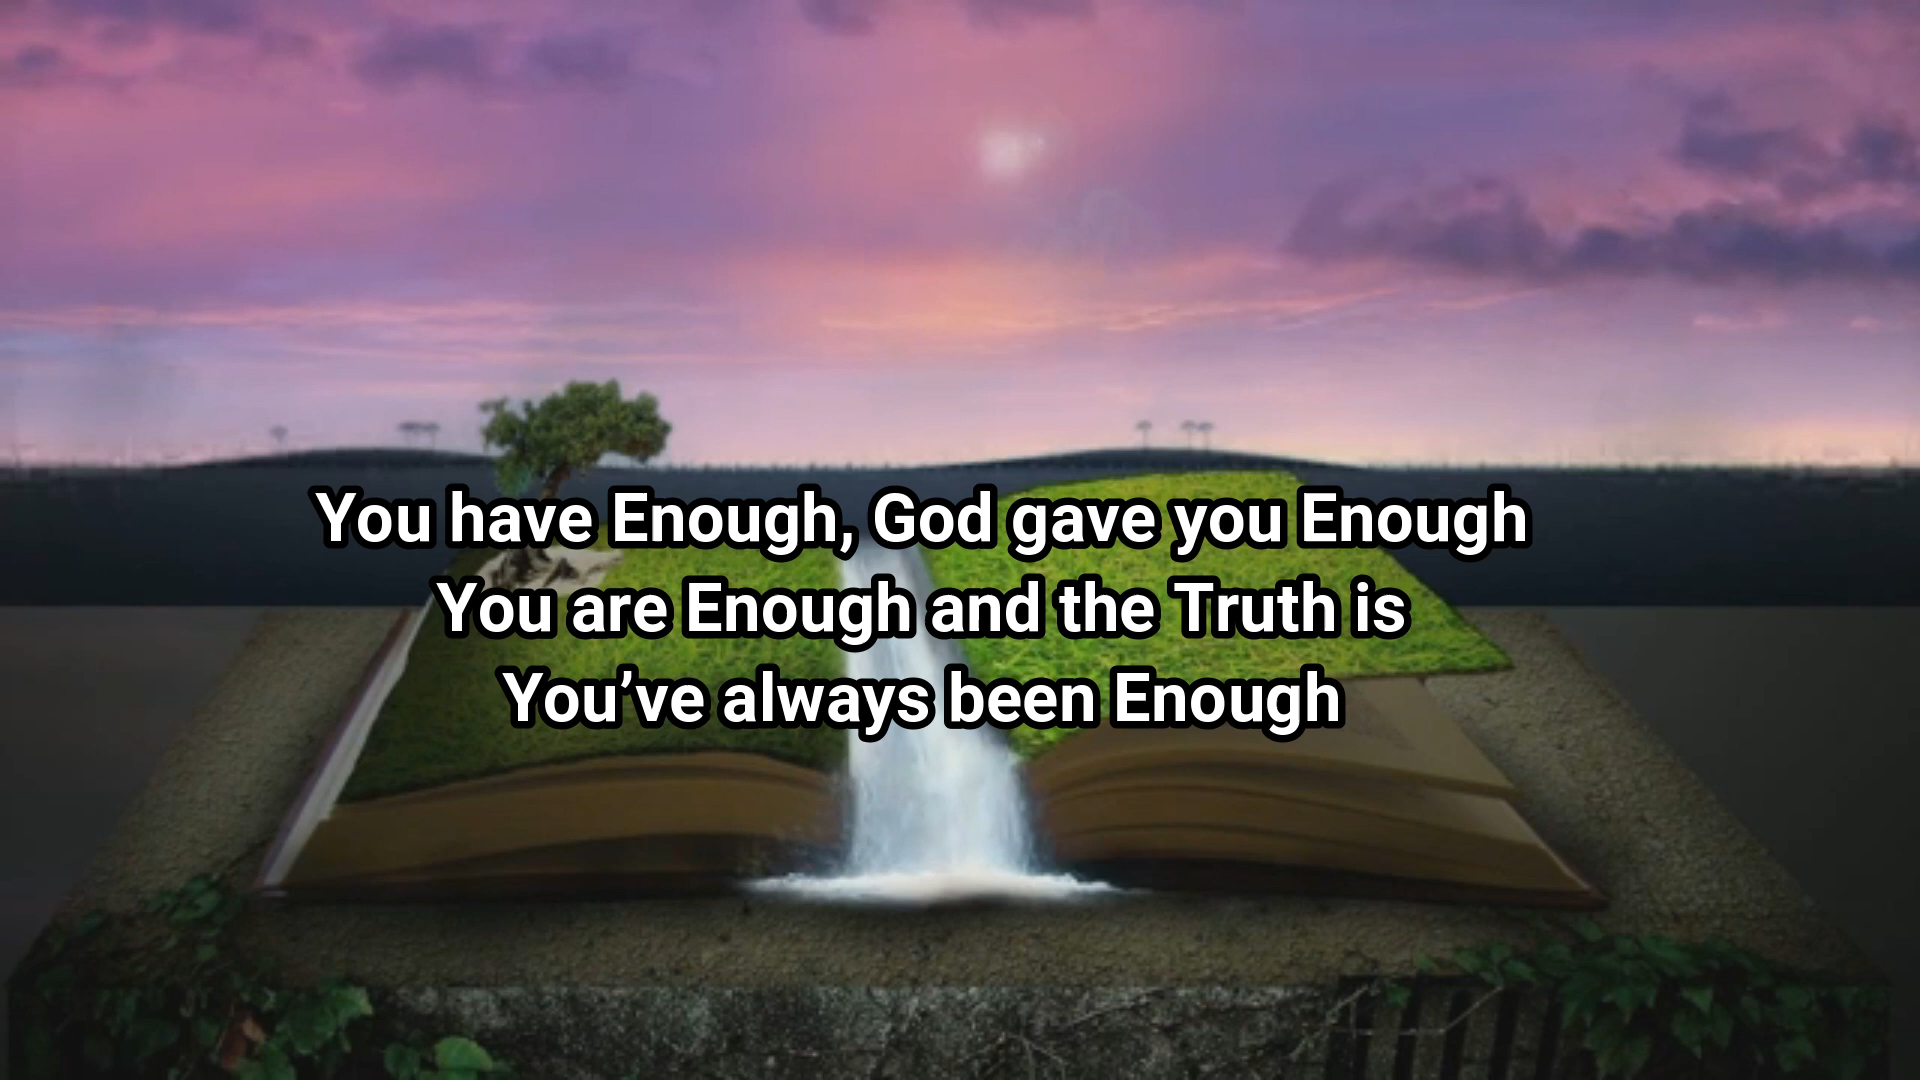 You have Enough, God gave you Enough
You are Enough and the Truth is
You’ve always been Enough